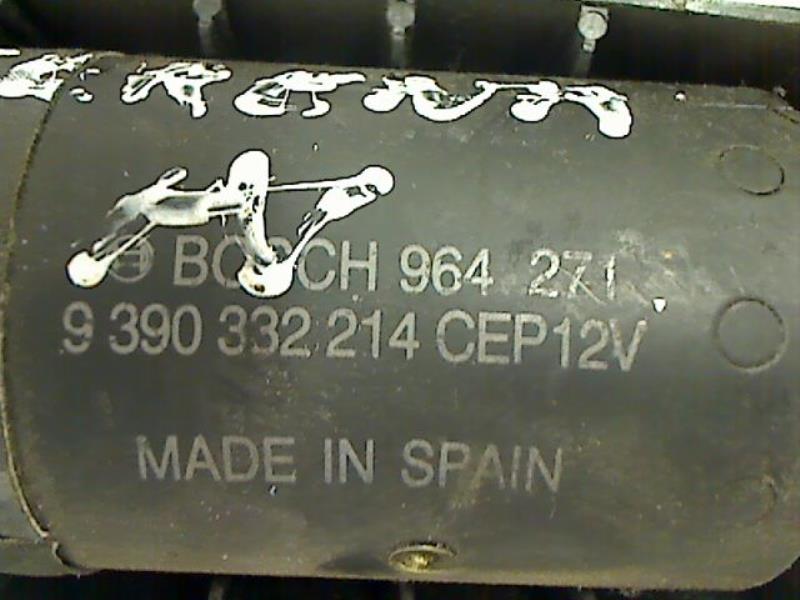 BOSCH 964 271
9 390 332 214 CEP12V
MADE IN SPAIN